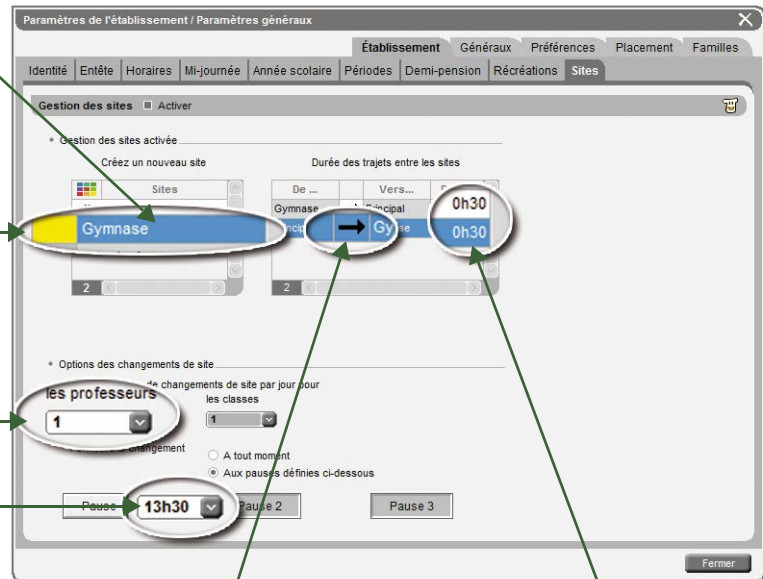 Paramètres de l'établissement / Paramètres généraux
Établissement Généraux Préférences Placement Familles
Identité Entête Horaires Mi-journée Année scolaire Périodes Demi-pension Récréations Sites
Gestion des sites Activer
Gestion des sites activée
Créez un nouveau site Durée des trajets entre les sites
Sites De ... Vers...
Gymnase Principal 0h30
Gymnase Gy se 0h30
2 2
Options des changements de site
de changements de site par jour pour
les professeurs les classes
1 1
changement
A tout moment
Aux pauses définies ci-dessous
Pause 13h30 Pause 2 Pause 3
Fermer